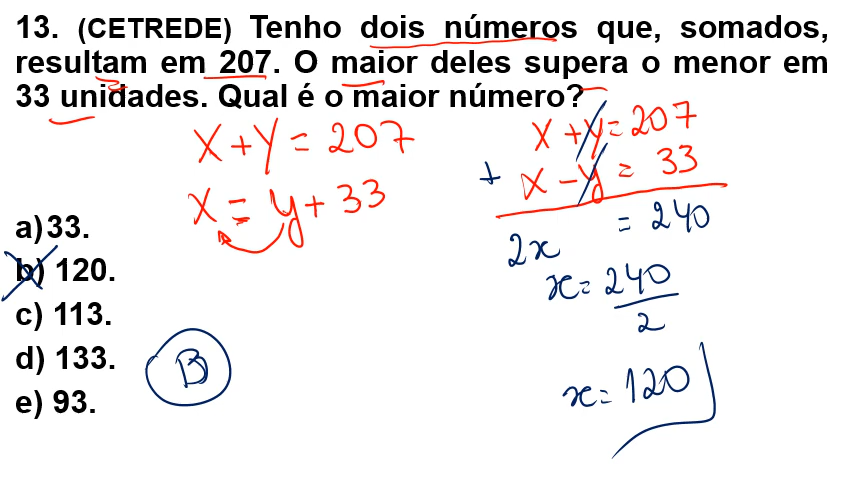 13. (CETREDE) Tenho dois números que, somados,
resultam em 207. O maior deles supera o menor em
33 unidades. Qual é o maior número?
x + y = 207
x = y + 33
a) 33.
b) 120.
c) 113.
d) 133.
e) 93.
B
x + y = 207
+ x - y = 33
2x = 240
x = 240
2
x = 120